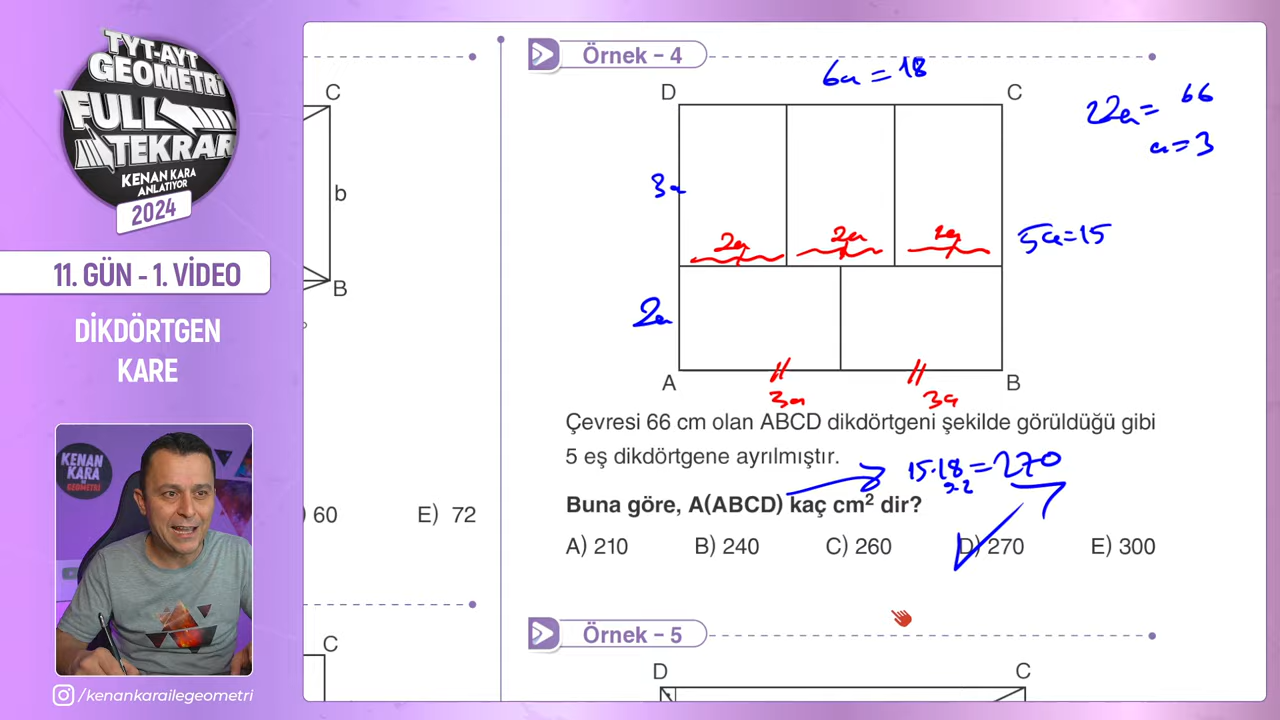 TYT-AYT
GEOMETRİ
FULL
TEKRAR
KENAN KARA
ANLATIYOR
2024
11. GÜN - 1. VİDEO
DİKDÖRTGEN
KARE
KENAN
KARA
GEOMETRİ
/kenankarailegeometri
C
b
B
) 60
E) 72
C
Örnek – 4
6a = 18
D
C
22a = 66
a = 3
3a
2a
2a
2a
5a=15
2a
A
B
3a
3a
Çevresi 66 cm olan ABCD dikdörtgeni şekilde görüldüğü gibi
5 eş dikdörtgene ayrılmıştır.
15.18 = 270
9.2
Buna göre, A(ABCD) kaç cm² dir?
A) 210
B) 240
C) 260
D) 270
E) 300
Örnek – 5
D
C